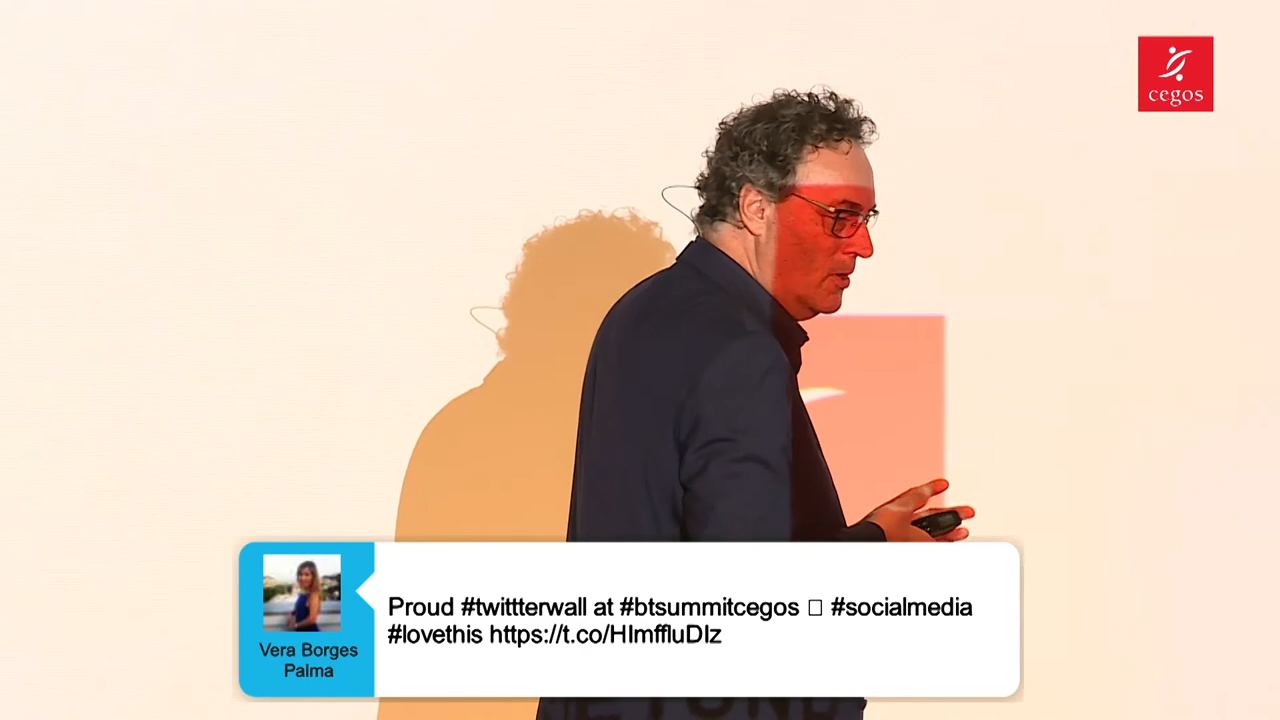 cegos
Proud #twittterwall at #btsummitcegos □ #socialmedia
#lovethis https://t.co/HImffluDIz
Vera Borges
Palma